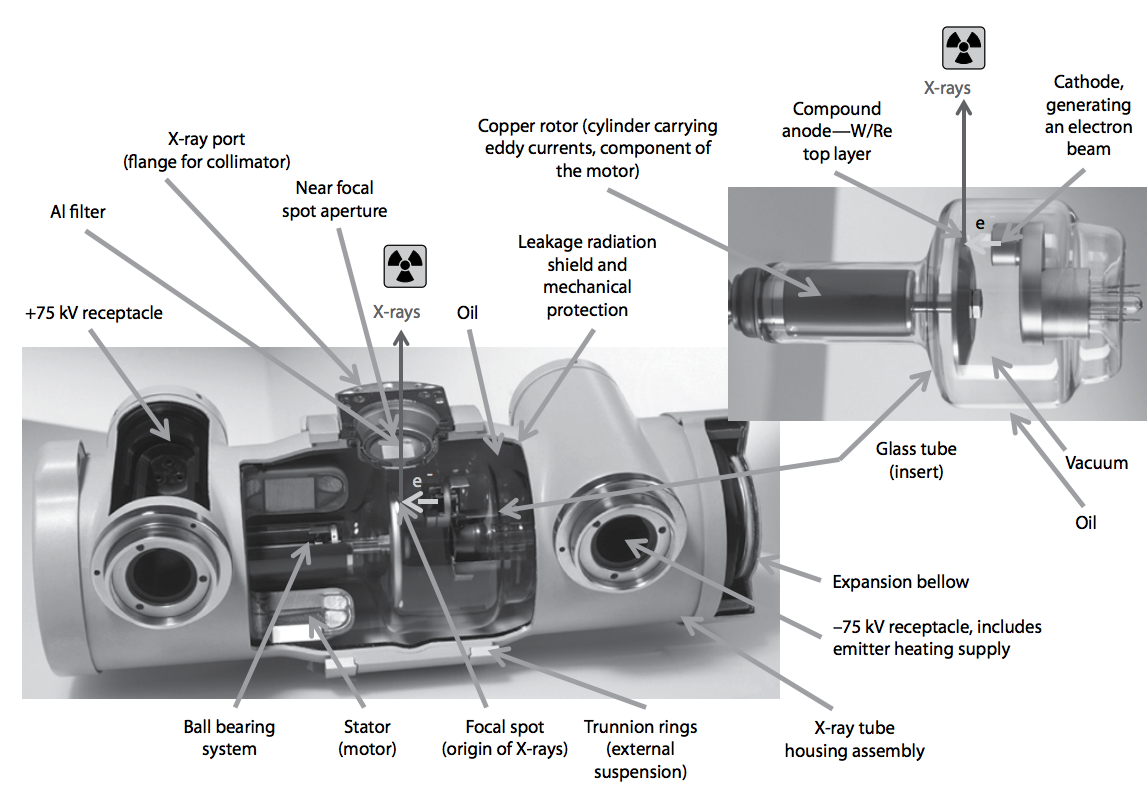 X-rays
Cathode,
generating
an electron
beam
Compound
anode—W/Re
top layer
Copper rotor (cylinder carrying
eddy currents, component of
the motor)
X-ray port
(flange for collimator)
Near focal
spot aperture
Al filter
e
Leakage radiation
shield and
mechanical
protection
+75 kV receptacle
X-rays
Oil
Glass tube
(insert)
Vacuum
Oil
e
Expansion bellow
–75 kV receptacle, includes
emitter heating supply
Ball bearing
system
Stator
(motor)
Focal spot
(origin of X-rays)
Trunnion rings
(external
suspension)
X-ray tube
housing assembly